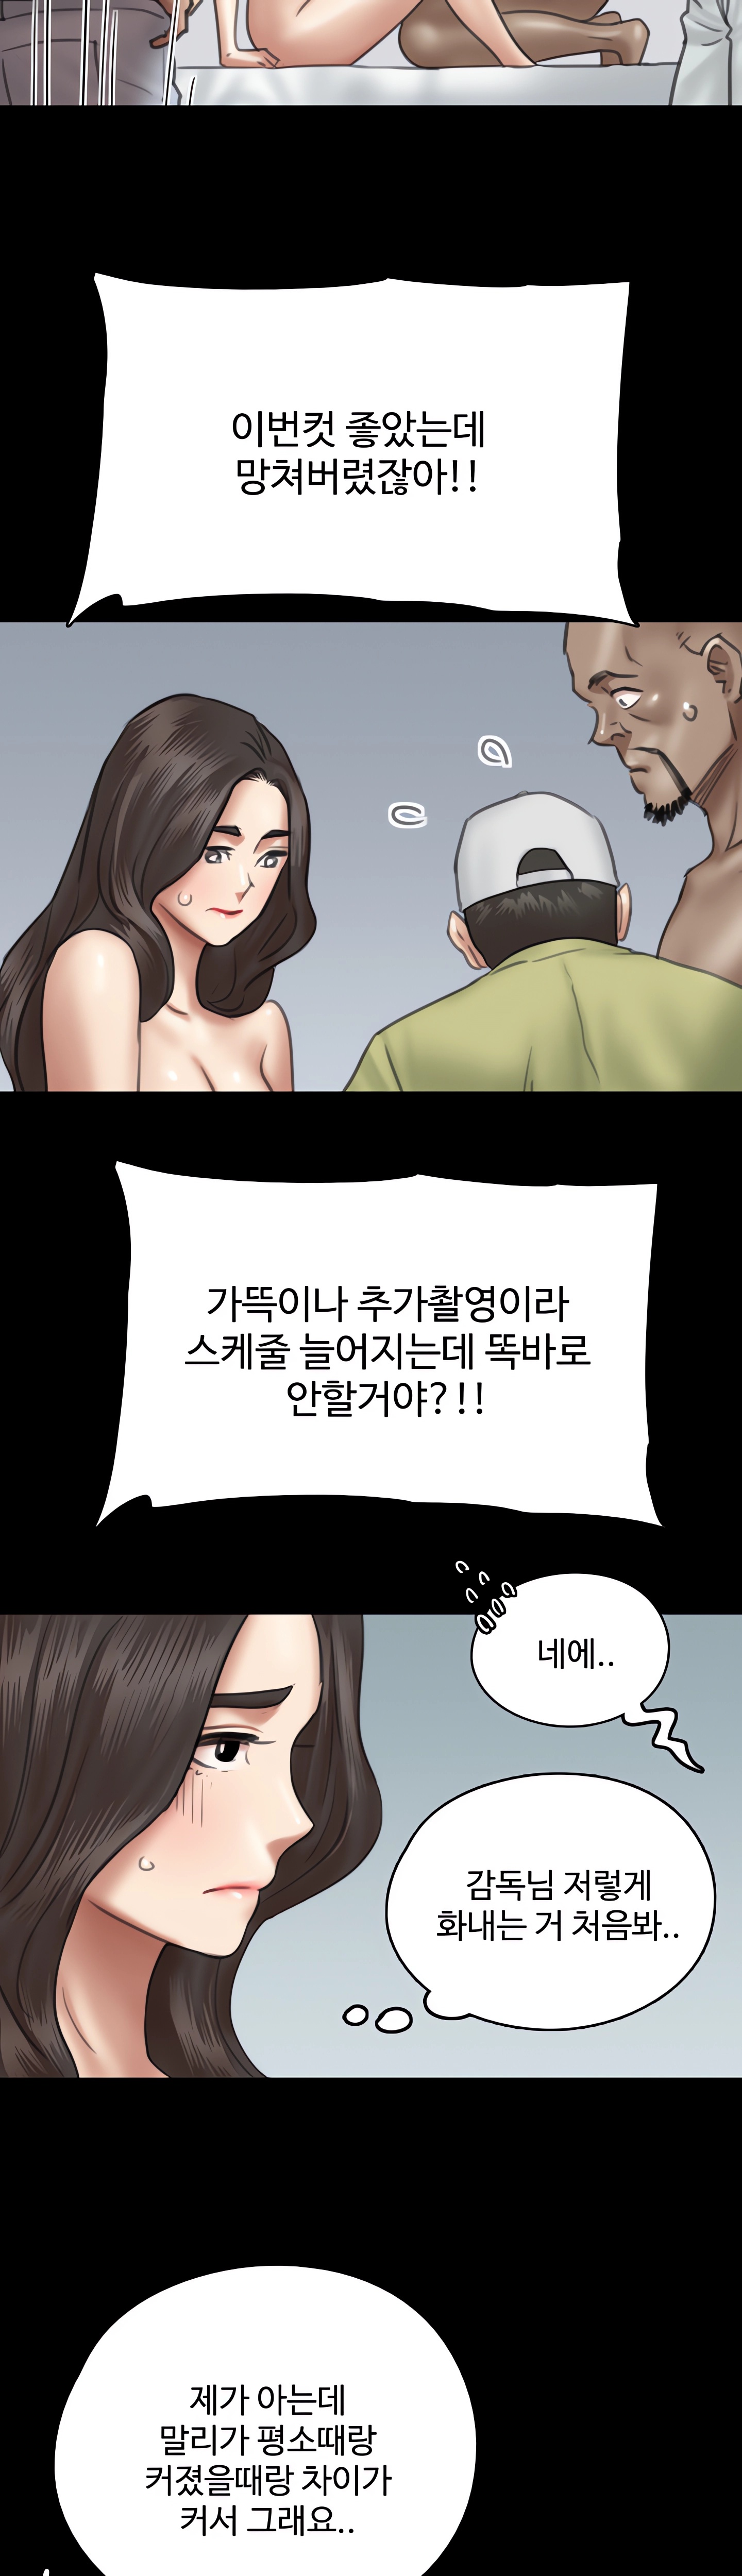 이번컷 좋았는데
망쳐버렸잖아!!
가뜩이나 추가촬영이라
스케줄 늘어지는데 똑바로
안할거야?!!
네에..
감독님 저렇게
화내는 거 처음봐..
제가 아는데
말리가 평소때랑
커졌을때랑 차이가
커서 그래요..